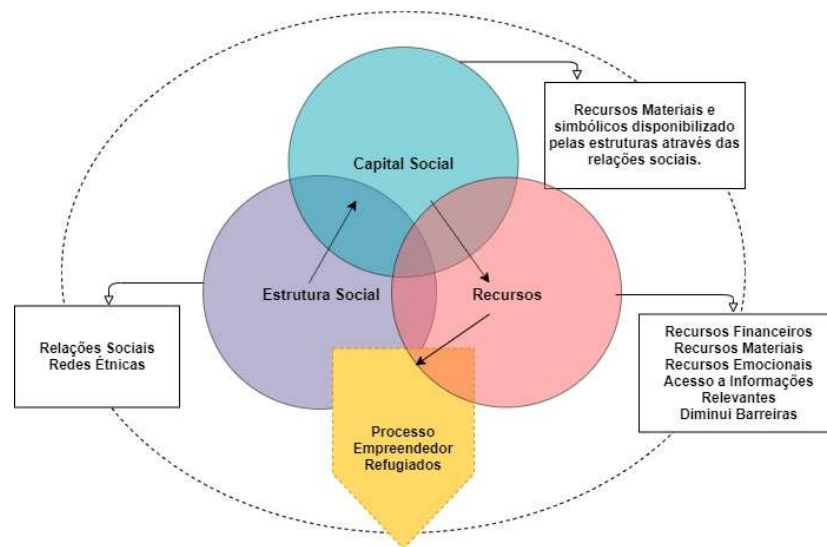 Capital Social
Recursos Materiais e
simbólicos disponibilizado
pelas estruturas através das
relações sociais.
Estrutura Social
Recursos
Relações Sociais
Redes Étnicas
Recursos Financeiros
Recursos Materiais
Recursos Emocionais
Acesso a Informações
Relevantes
Diminui Barreiras
Processo
Empreendedor
Refugiados